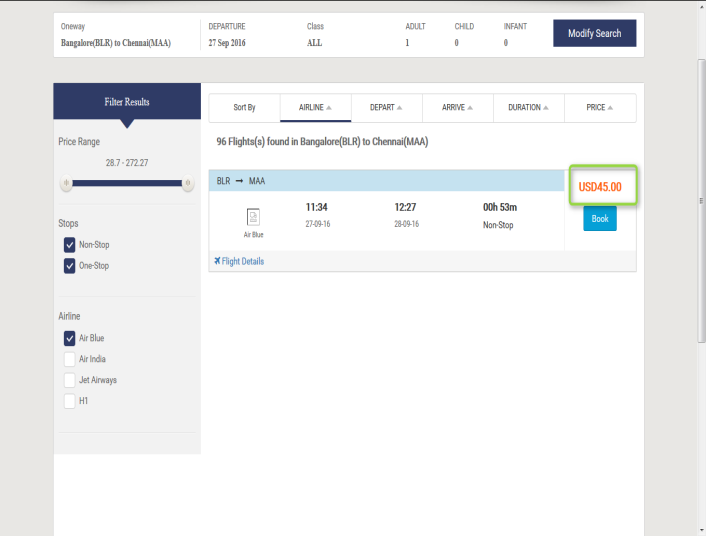 Oneway DEPARTURE Class ADULT CHILD INFANT
Bangalore(BLR) to Chennai(MAA) 27 Sep 2016 ALL 1 0 0
Modify Search
Filter Results
Sort By AIRLINE DEPART ARRIVE DURATION PRICE
Price Range
28.7 - 272.27
96 Flights(s) found in Bangalore(BLR) to Chennai(MAA)
BLR → MAA
USD45.00
11:34 12:27 00h 53m
27-09-16 28-09-16 Non-Stop
Book
Air Blue
Flight Details
Stops
Non-Stop
One-Stop
Airline
Air Blue
Air India
Jet Airways
H1